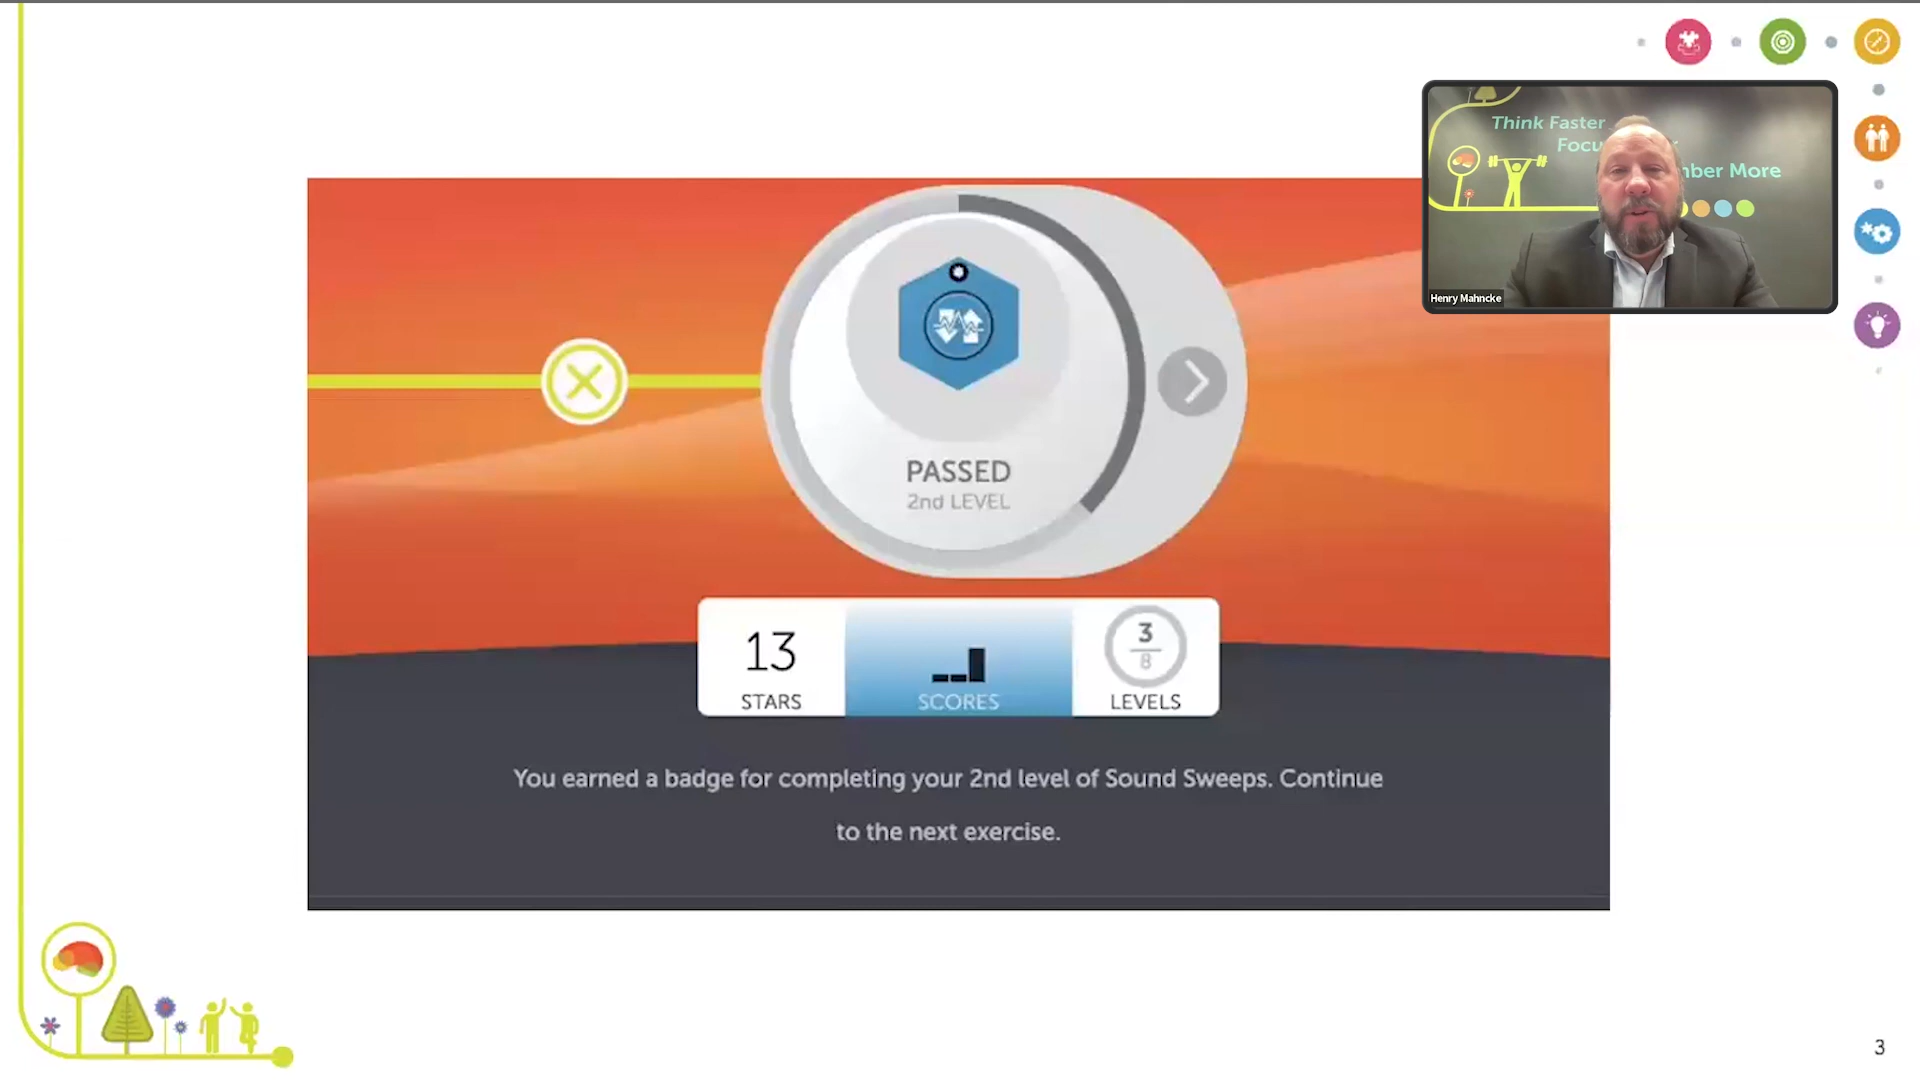 Think Faster
Focu
mber More
Henry Mahncke
PASSED
2nd LEVEL
13
STARS
SCORES
3
8
LEVELS
You earned a badge for completing your 2nd level of Sound Sweeps. Continue
to the next exercise.
3